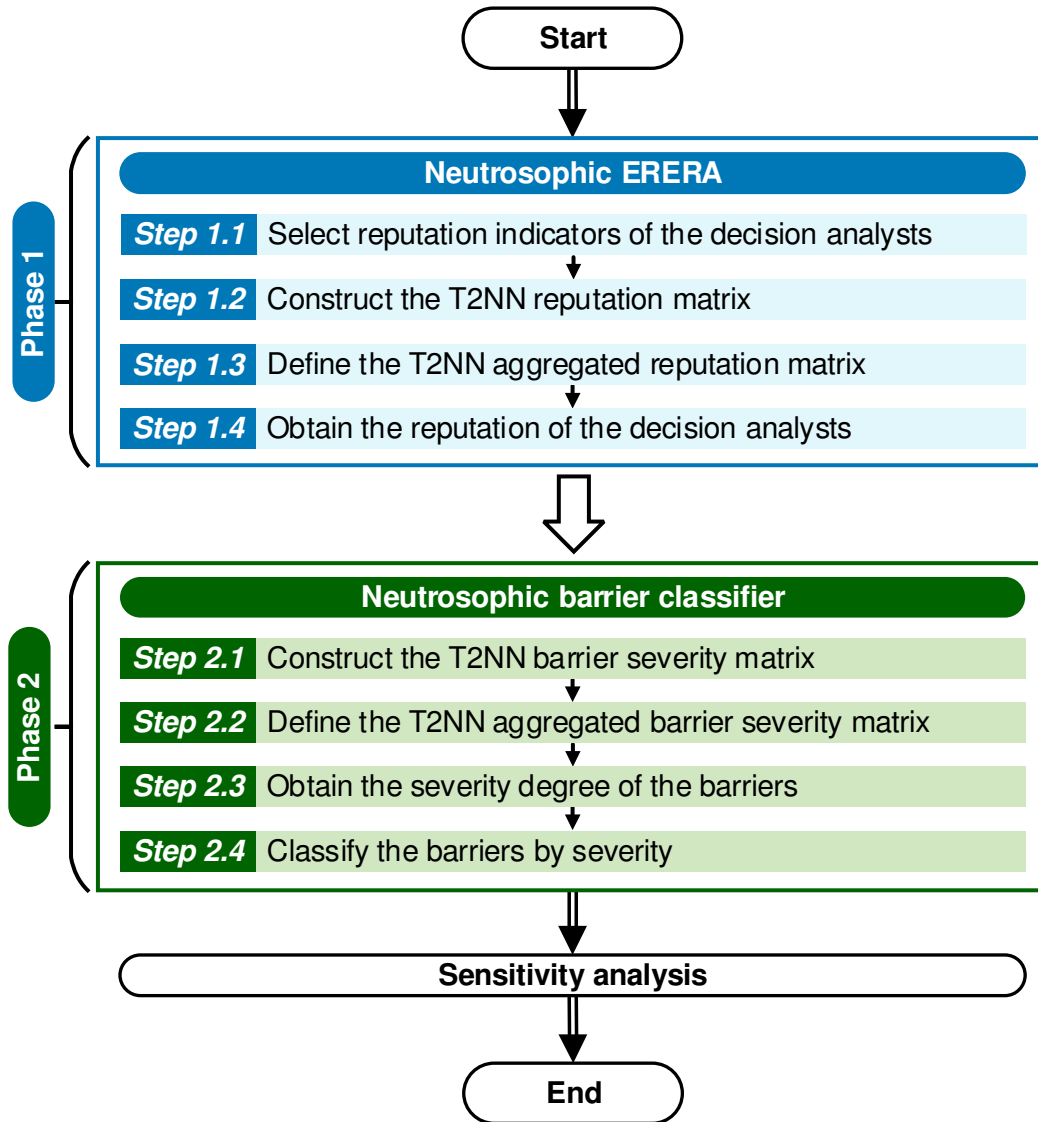 Start
Phase 1
Neutrosophic ERERA
Step 1.1 Select reputation indicators of the decision analysts
Step 1.2 Construct the T2NN reputation matrix
Step 1.3 Define the T2NN aggregated reputation matrix
Step 1.4 Obtain the reputation of the decision analysts
Phase 2
Neutrosophic barrier classifier
Step 2.1 Construct the T2NN barrier severity matrix
Step 2.2 Define the T2NN aggregated barrier severity matrix
Step 2.3 Obtain the severity degree of the barriers
Step 2.4 Classify the barriers by severity
Sensitivity analysis
End